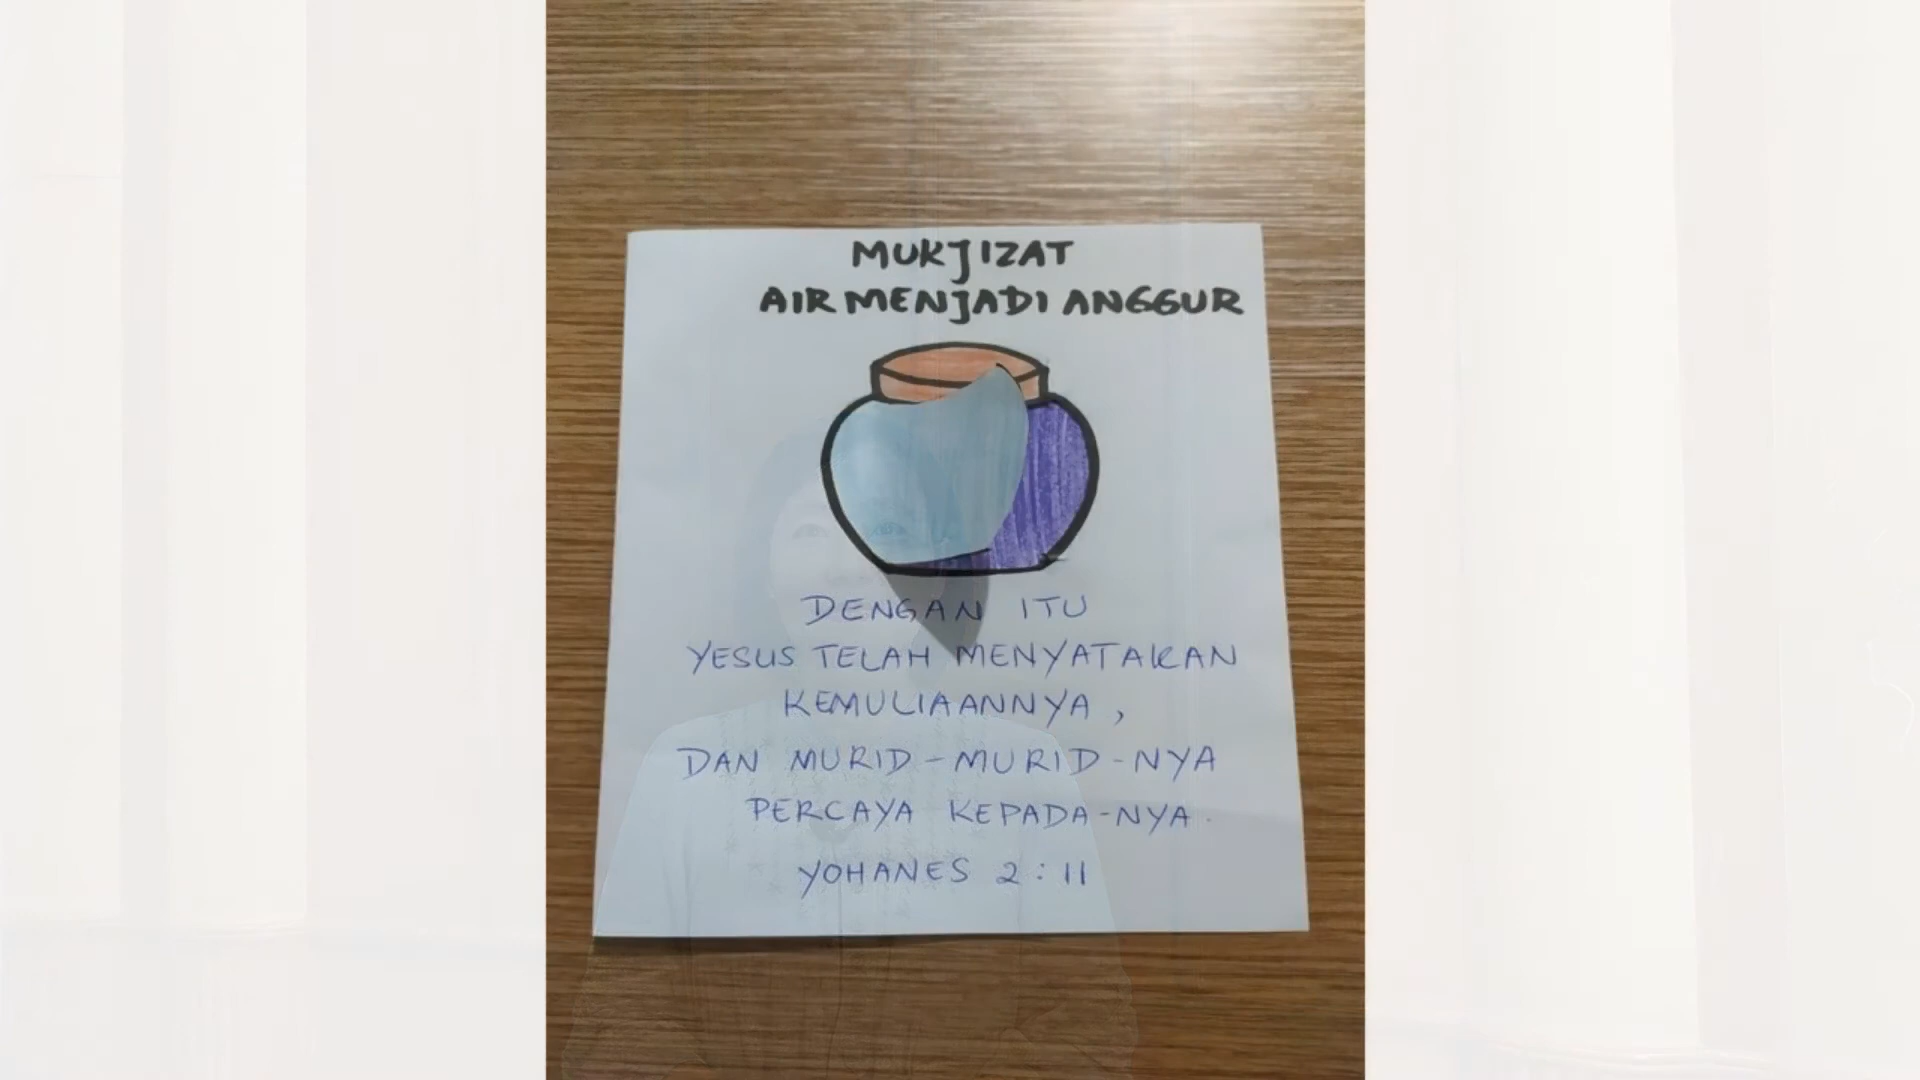 MUKJIZAT
AIR MENJADI ANGGUR
DENGAN ITU
YESUS TELAH MENYATAKAN
KEMULIAANNYA,
DAN MURID-MURID-NYA
PERCAYA KEPADA-NYA.
YOHANES 2:11